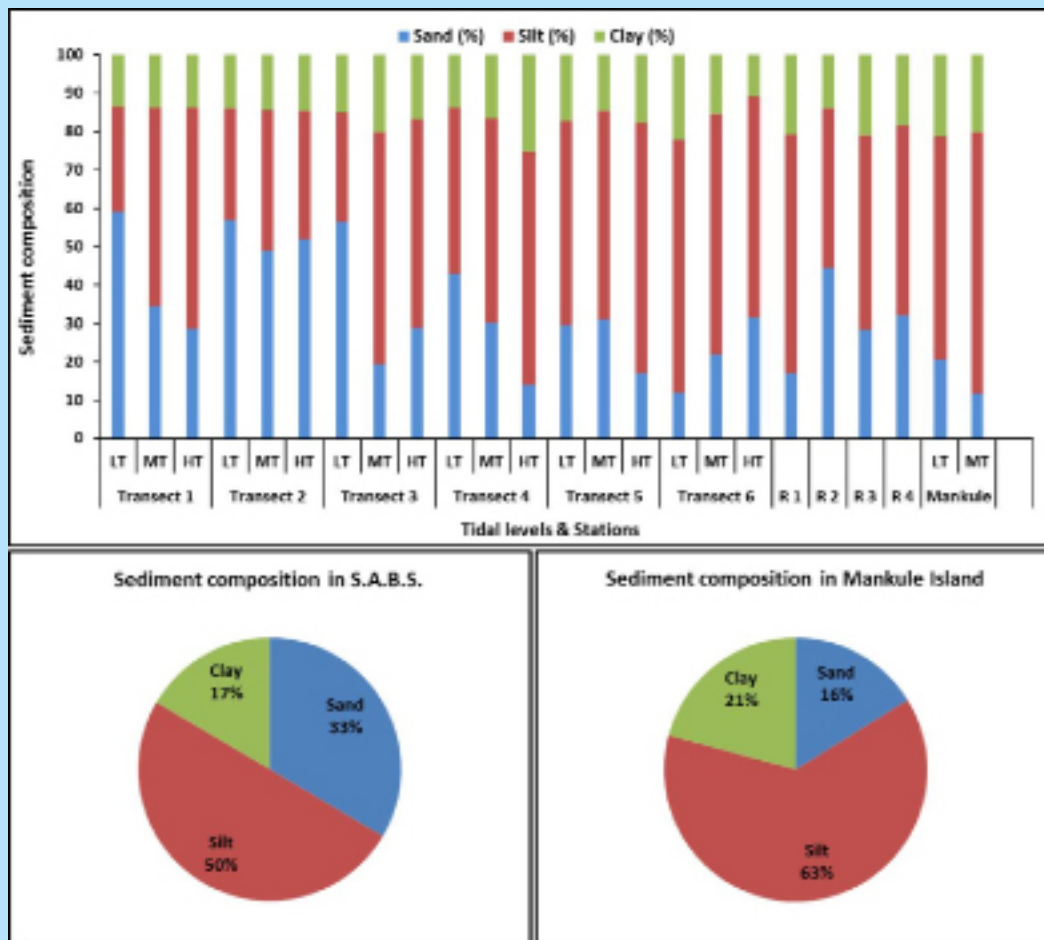 Sand (%) Silt (%) Clay (%)
100
90
80
70
60
50
40
30
20
10
0
Sediment composition
LT MT HT LT MT HT LT MT HT LT MT HT LT MT HT LT MT HT LT MT
Transect 1 Transect 2 Transect 3 Transect 4 Transect 5 Transect 6 R 1 R 2 R 3 R 4 Mankule
Tidal levels & Stations
Sediment composition in S.A.B.S.
Clay
17%
Sand
33%
Silt
50%
Sediment composition in Mankule Island
Clay
21%
Sand
16%
Silt
63%